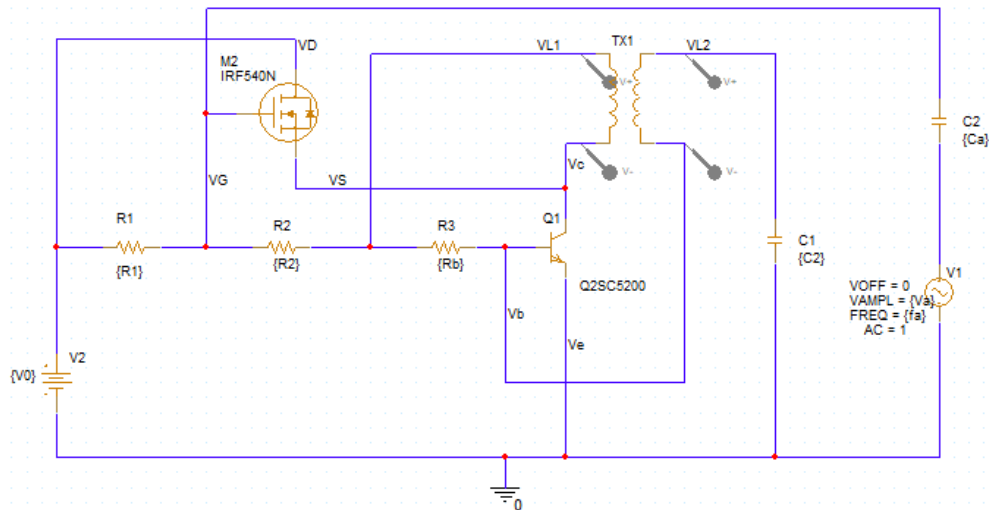 TX1
VD
VL1
VL2
M2
IRF540N
V+
V+
C2
{Ca}
Vc
V-
V-
VG
VS
R1
{R1}
R2
{R2}
R3
{Rb}
Q1
Q2SC5200
C1
{C2}
V1
VOFF = 0
VAMPL = {Va}
FREQ = {fa}
AC = 1
Vb
Ve
V2
{V0}
0